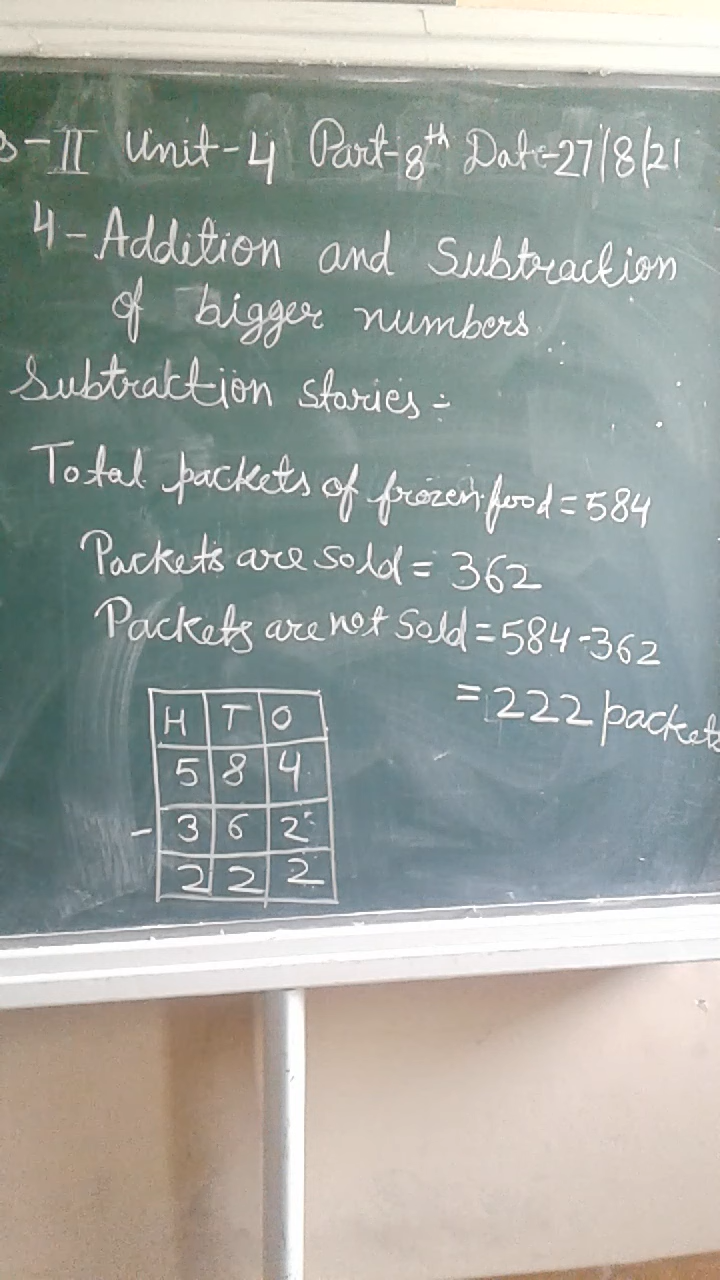 -II Unit-4 Part-8th Date-27/8/21
4-Addition and Subtraction
of bigger numbers
Subtraction stories:-
Total packets of frozen food = 584
Packets are sold = 362
Packets are not sold = 584-362
= 222 packets
H T O
5 8 4
- 3 6 2
2 2 2